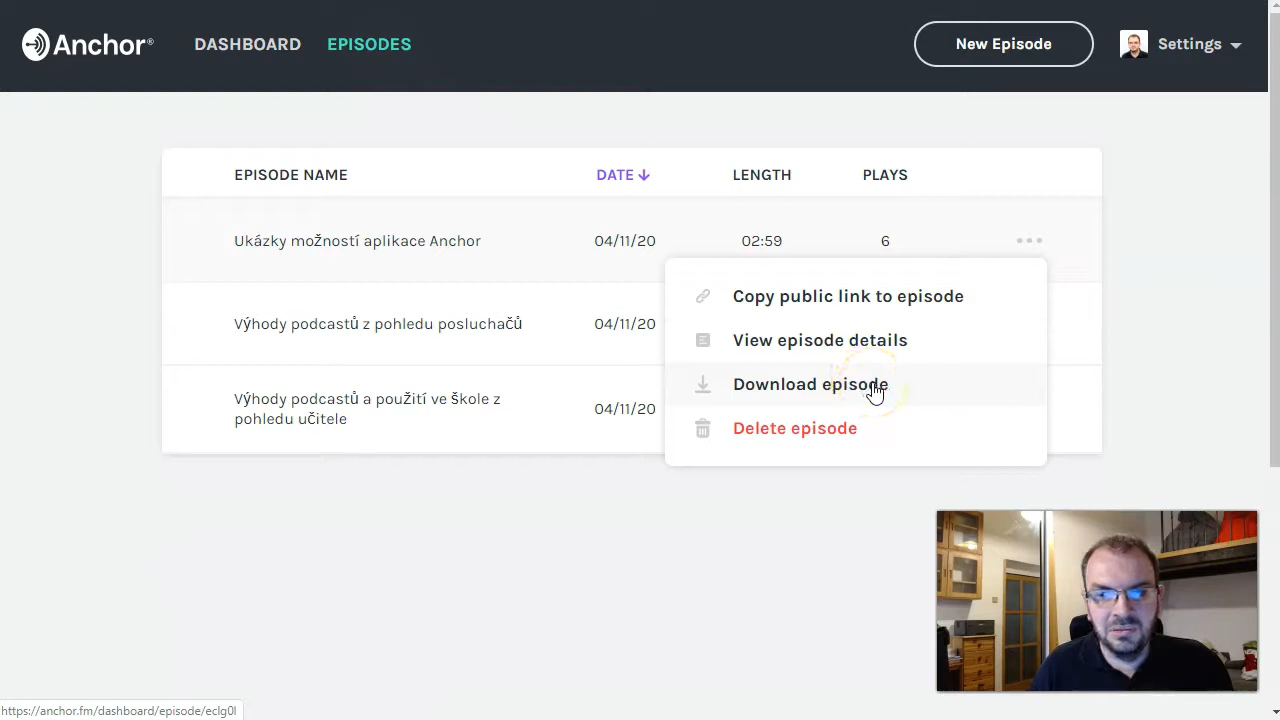 Anchor®
DASHBOARD
EPISODES
New Episode
Settings
EPISODE NAME
DATE
LENGTH
PLAYS
Ukázky možností aplikace Anchor
04/11/20
02:59
6
Copy public link to episode
View episode details
Download episode
Delete episode
Výhody podcastů z pohledu posluchačů
04/11/20
Výhody podcastů a použití ve škole z
pohledu učitele
04/11/20
https://anchor.fm/dashboard/episode/eclg0l